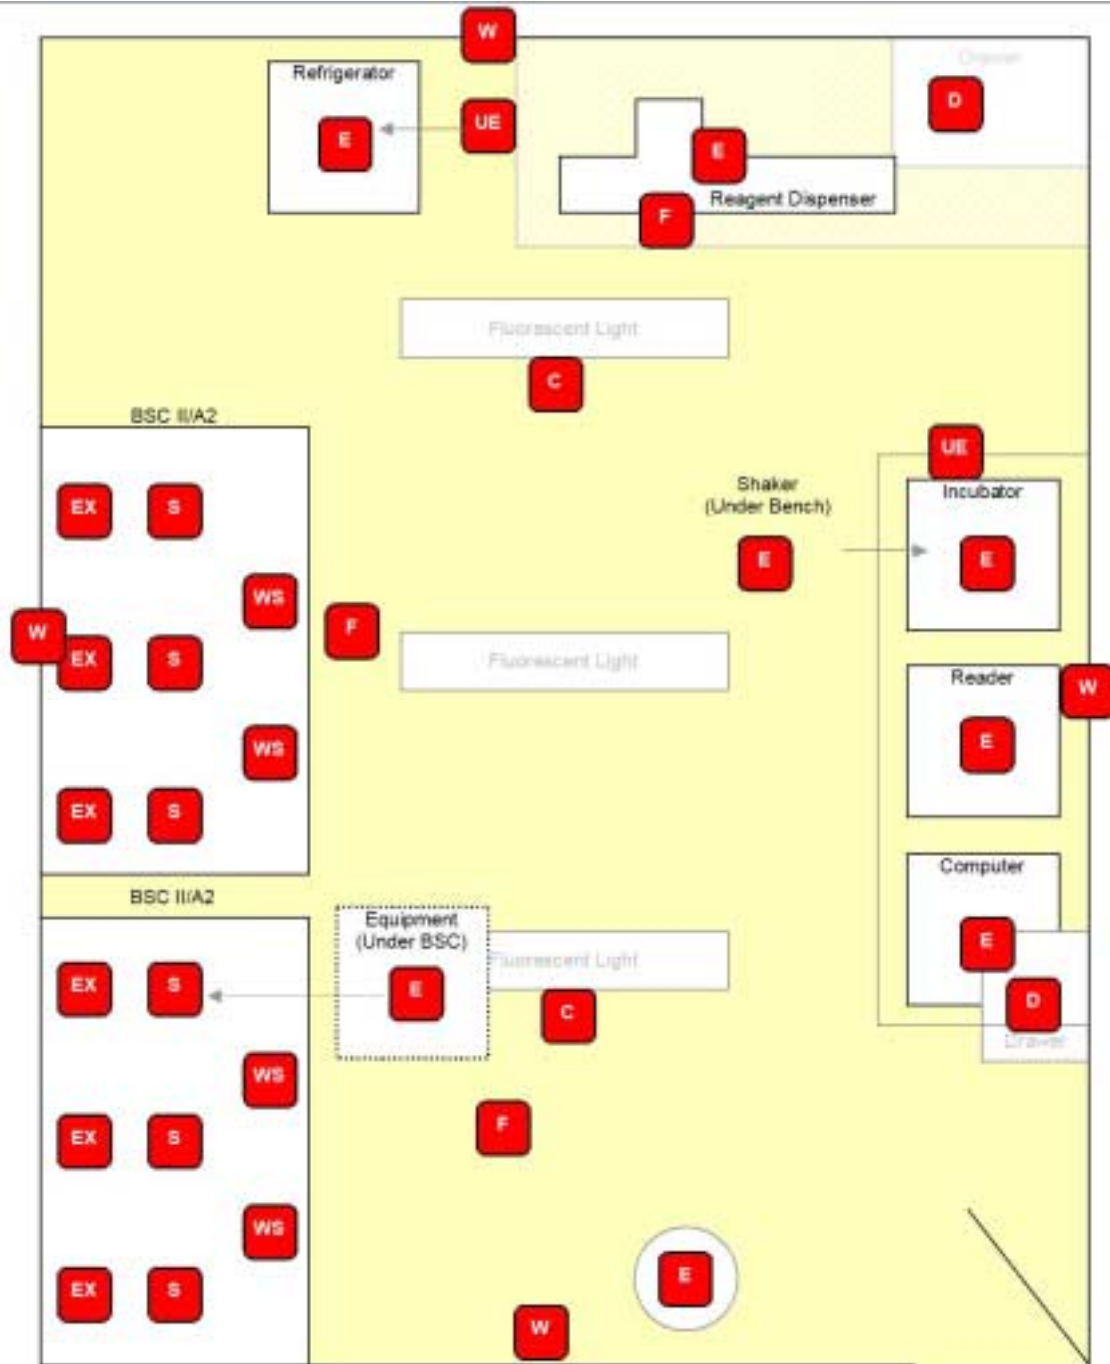 W
Refrigerator
D
UE
E
E
Reagent Dispenser
F
Fluorescent Light
C
BSC II/A2
UE
Shaker
(Under Bench)
Incubator
EX
S
E
E
WS
F
W
EX
S
Fluorescent Light
Reader
W
WS
E
EX
S
Computer
BSC II/A2
Equipment
(Under BSC)
E
Fluorescent Light
EX
S
E
D
C
Drawer
WS
F
EX
S
WS
E
EX
S
W